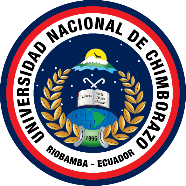 UNIVERSIDAD NACIONAL DE CHIMBORAZO
1995
RIOBAMBA - ECUADOR